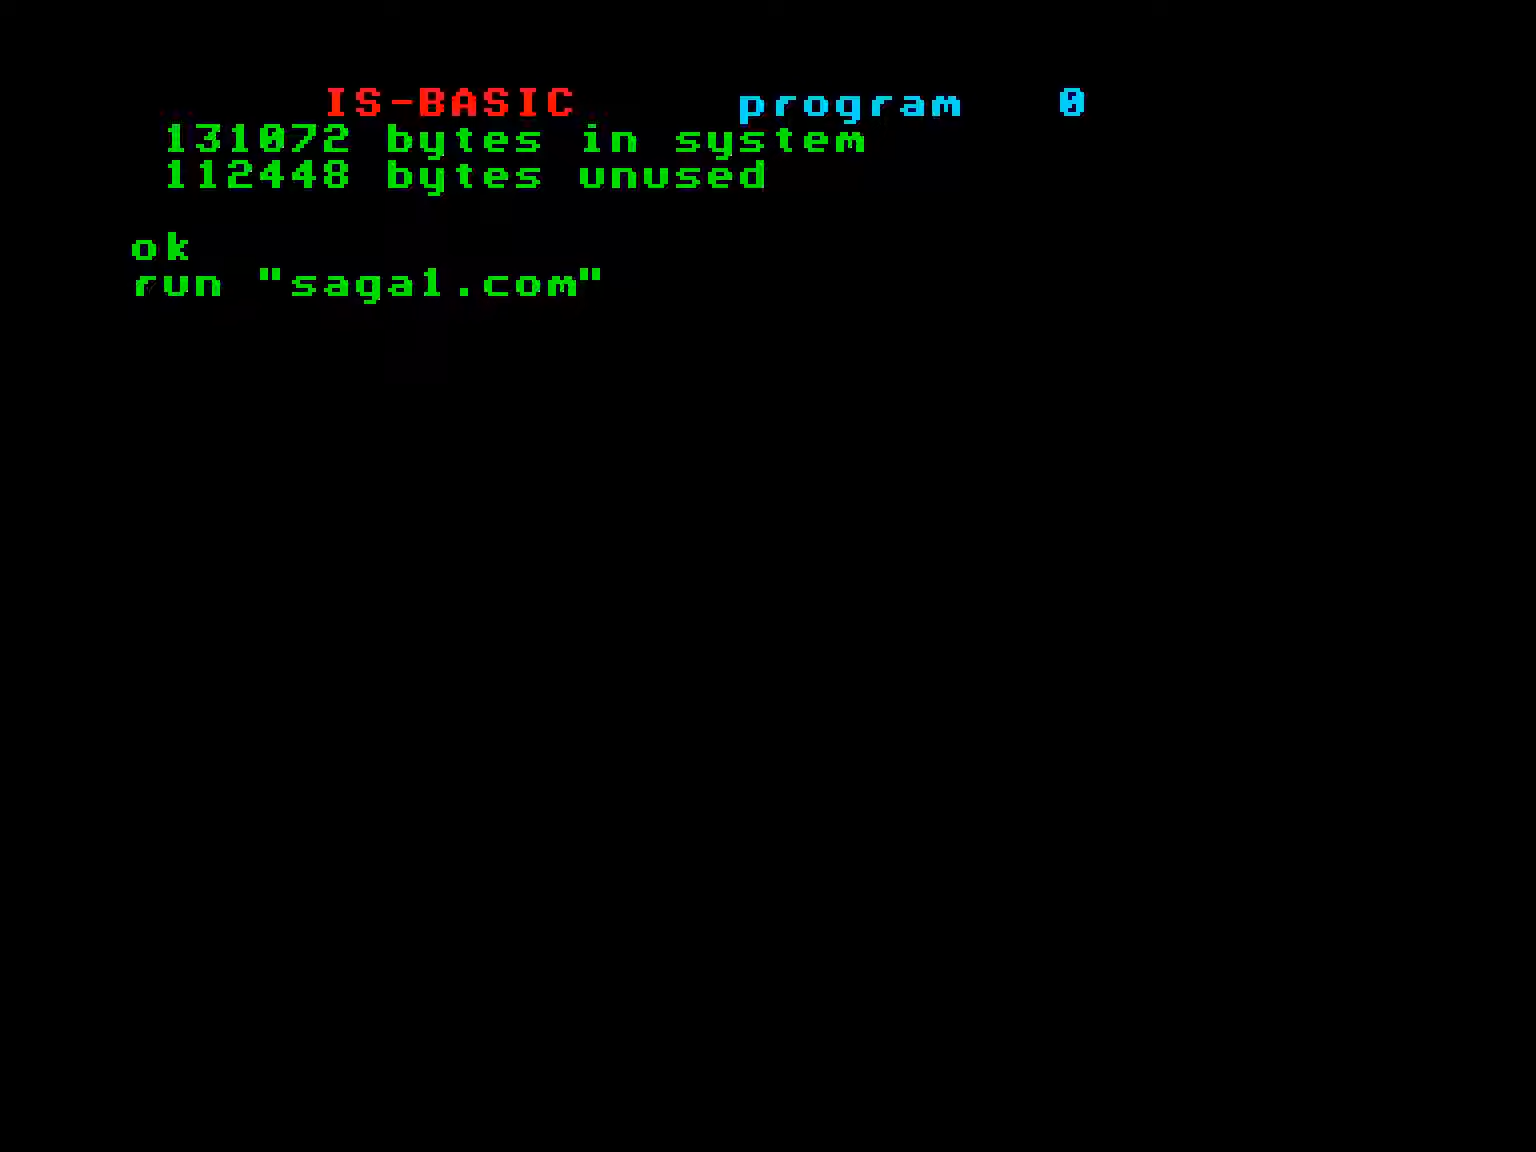 IS-BASIC program 0
131072 bytes in system
112448 bytes unused
ok
run "saga1.com"